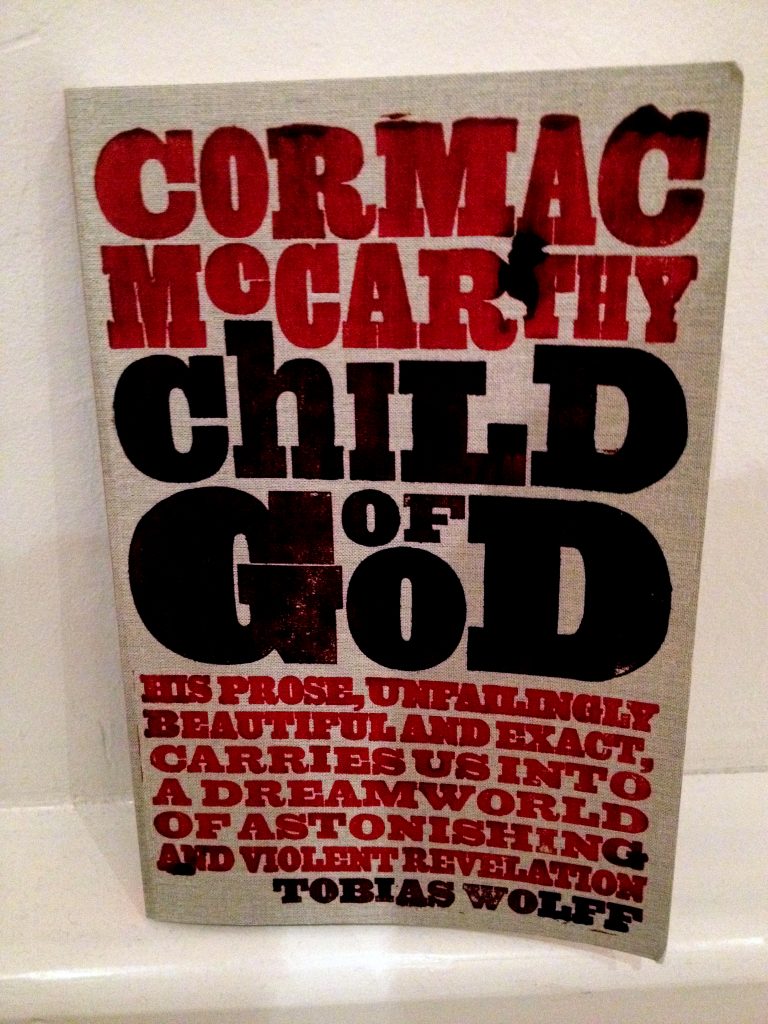 CORMAC
McCARTHY
ChILD
OF
GOD
HIS PROSE, UNFAILINGLY
BEAUTIFUL AND EXACT,
CARRIES US INTO
A DREAMWORLD
OF ASTONISHING
AND VIOLENT REVELATION
TOBIAS WOLFF